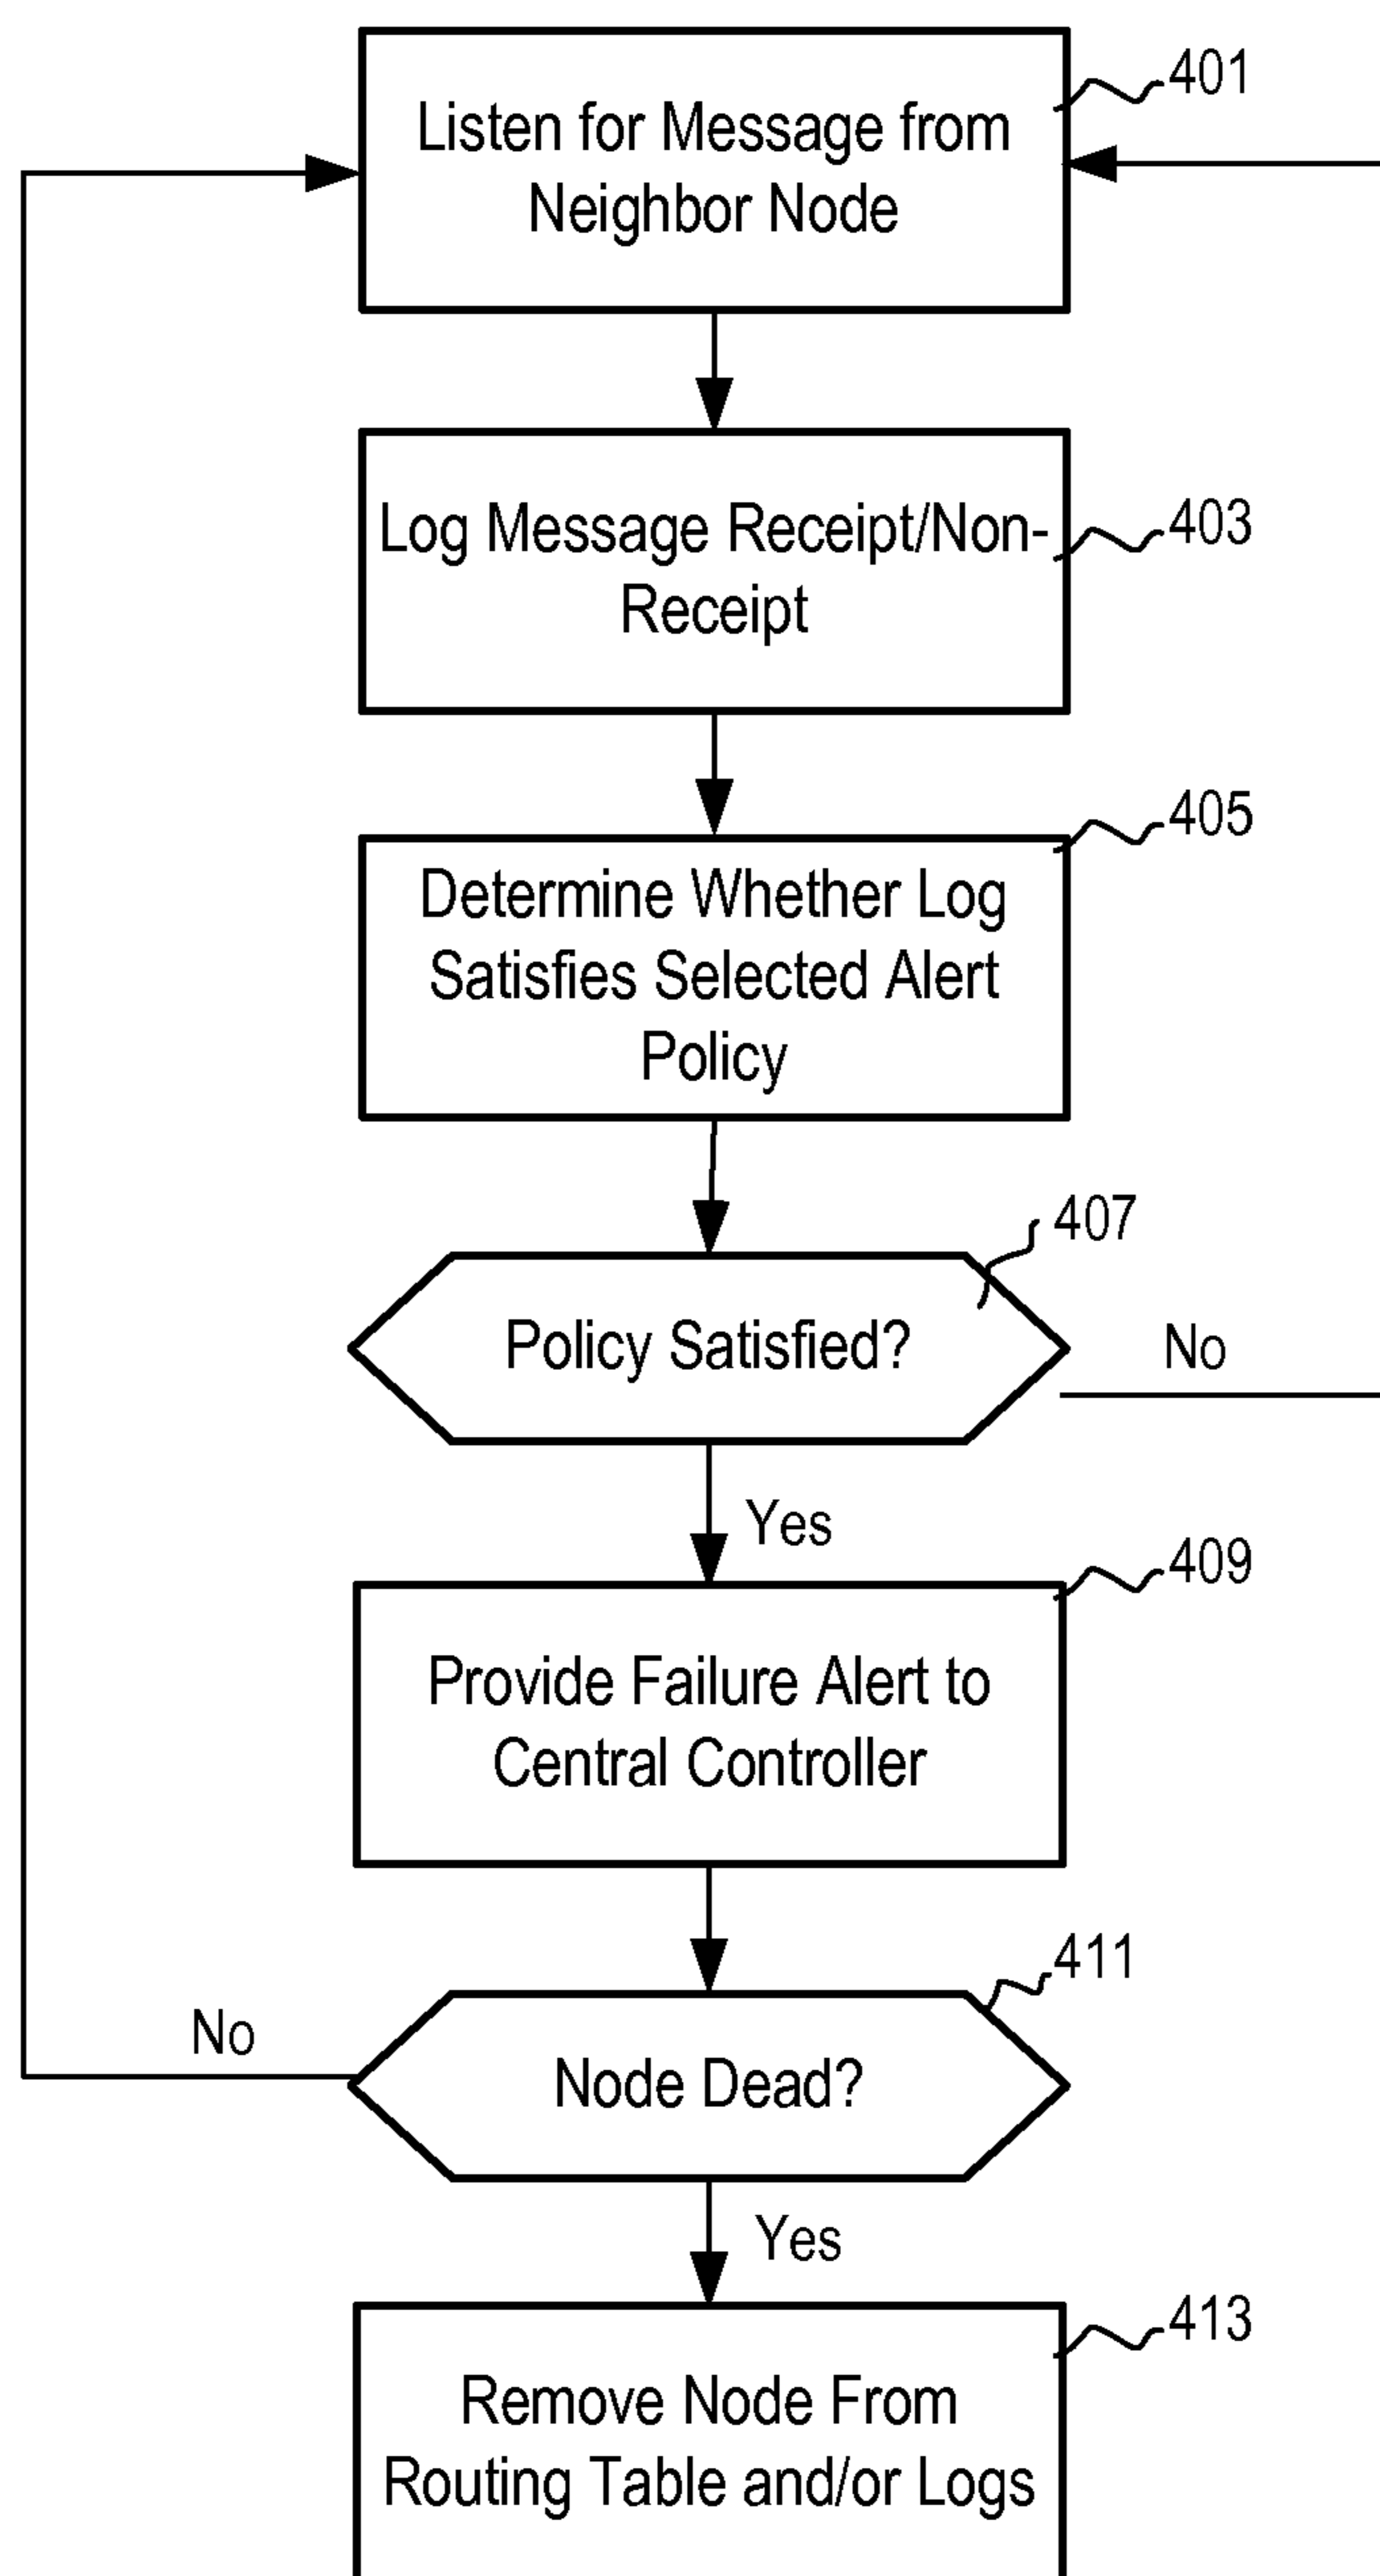 401
Listen for Message from
Neighbor Node
403
Log Message Receipt/Non-
Receipt
405
Determine Whether Log
Satisfies Selected Alert
Policy
407
Policy Satisfied?
No
Yes
409
Provide Failure Alert to
Central Controller
411
No
Node Dead?
Yes
413
Remove Node From
Routing Table and/or Logs